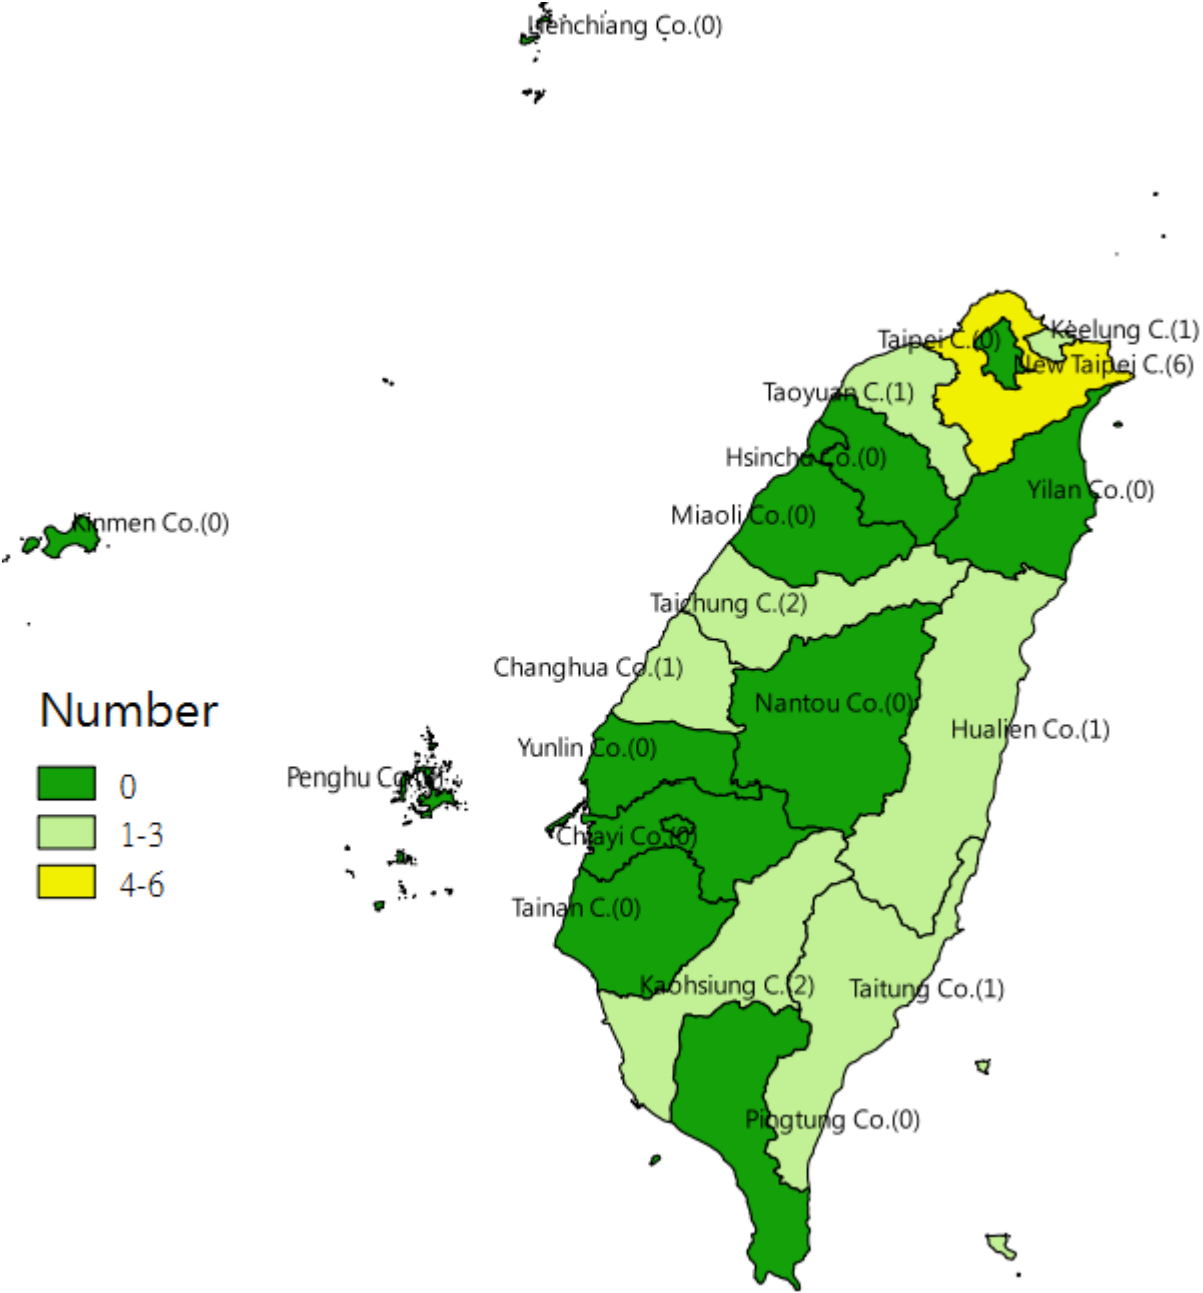 Lienchiang Co.(0)
Keelung C.(1)
Taipei C.(0)
New Taipei C.(6)
Taoyuan C.(1)
Hsinchu Co.(0)
Yilan Co.(0)
Miaoli Co.(0)
Kinmen Co.(0)
Taichung C.(2)
Changhua Co.(1)
Nantou Co.(0)
Hualien Co.(1)
Yunlin Co.(0)
Penghu Co.
Chiayi Co.(0)
Tainan C.(0)
Kaohsiung C.(2)
Taitung Co.(1)
Pingtung Co.(0)
Number
0
1-3
4-6